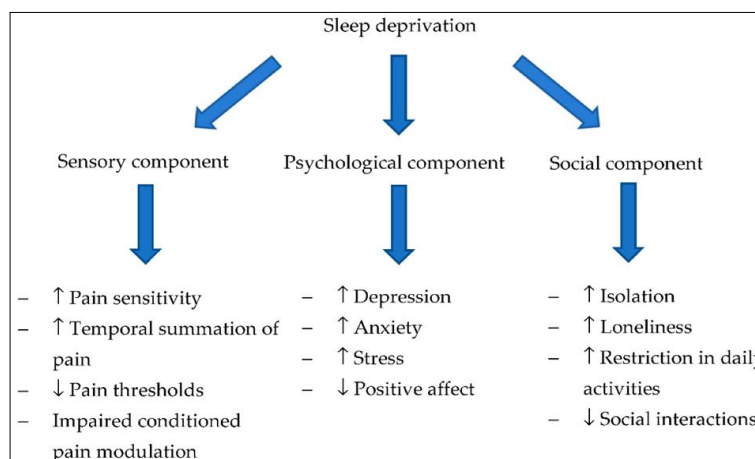 Sleep deprivation
Sensory component
Psychological component
Social component
– ↑ Pain sensitivity
– ↑ Temporal summation of
pain
– ↓ Pain thresholds
– Impaired conditioned
pain modulation
– ↑ Depression
– ↑ Anxiety
– ↑ Stress
– ↓ Positive affect
– ↑ Isolation
– ↑ Loneliness
– ↑ Restriction in daily
activities
– ↓ Social interactions